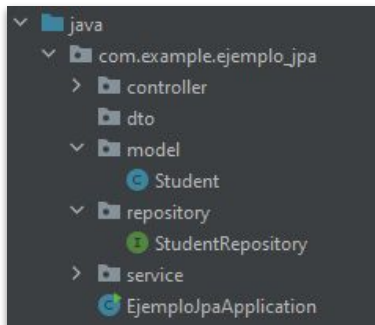 java
com.example.ejemplo_jpa
controller
dto
model
C Student
repository
I StudentRepository
service
C EjemploJpaApplication